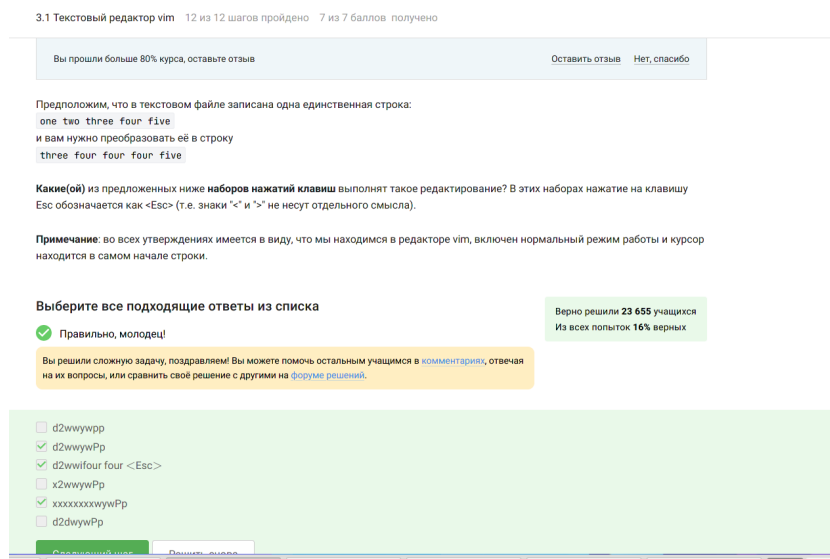 3.1 Текстовый редактор vim 12 из 12 шагов пройдено 7 из 7 баллов получено
Вы прошли больше 80% курса, оставьте отзыв Оставить отзыв Нет, спасибо
Предположим, что в текстовом файле записана одна единственная строка:
one two three four five
и вам нужно преобразовать её в строку
three four four four five
Какие(ой) из предложенных ниже наборов нажатий клавиш выполнят такое редактирование? В этих наборах нажатие на клавишу
Esc обозначается как <Esc> (т.е. знаки "<" и ">" не несут отдельного смысла).
Примечание: во всех утверждениях имеется в виду, что мы находимся в редакторе vim, включен нормальный режим работы и курсор
находится в самом начале строки.
Выберите все подходящие ответы из списка
Верно решили 23 655 учащихся
Из всех попыток 16% верных
Правильно, молодец!
Вы решили сложную задачу, поздравляем! Вы можете помочь остальным учащимся в комментариях, отвечая
на их вопросы, или сравнить своё решение с другими на форуме решений.
d2wwywpp
d2wwywPp
d2wwifour four <Esc>
x2wwywPp
xxxxxxxxwywPp
d2dwywPp
Следующий шаг Решить снова